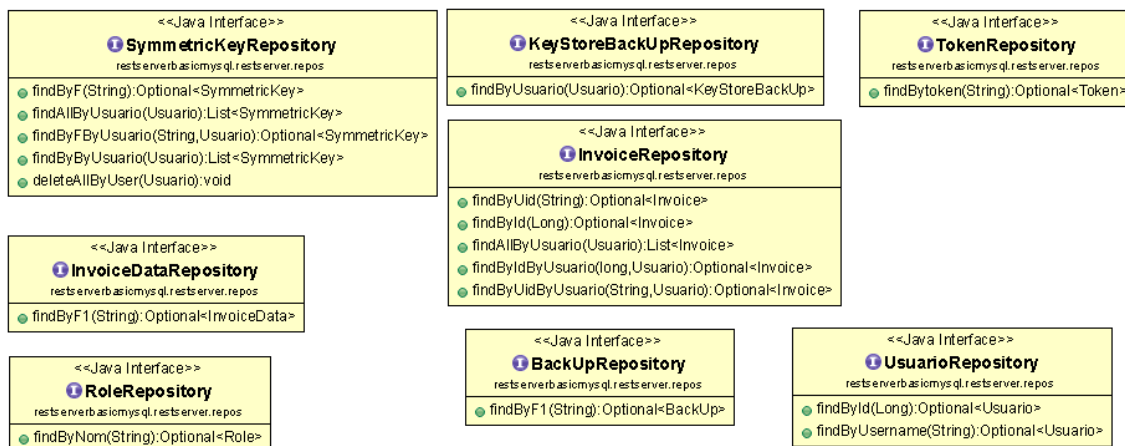 <<Java Interface>>
SymmetricKeyRepository
restserverbasicmysql.restserver.repos
findByF(String):Optional<SymmetricKey>
findAllByUsuario(Usuario):List<SymmetricKey>
findByFByUsuario(String,Usuario):Optional<SymmetricKey>
findByByUsuario(Usuario):List<SymmetricKey>
deleteAllByUser(Usuario):void
<<Java Interface>>
KeyStoreBackUpRepository
restserverbasicmysql.restserver.repos
findByUsuario(Usuario):Optional<KeyStoreBackUp>
<<Java Interface>>
TokenRepository
restserverbasicmysql.restserver.repos
findBytoken(String):Optional<Token>
<<Java Interface>>
InvoiceRepository
restserverbasicmysql.restserver.repos
findByUid(String):Optional<Invoice>
findById(Long):Optional<Invoice>
findAllByUsuario(Usuario):List<Invoice>
findByIdByUsuario(long,Usuario):Optional<Invoice>
findByUidByUsuario(String,Usuario):Optional<Invoice>
<<Java Interface>>
InvoiceDataRepository
restserverbasicmysql.restserver.repos
findByF1(String):Optional<InvoiceData>
<<Java Interface>>
RoleRepository
restserverbasicmysql.restserver.repos
findByNom(String):Optional<Role>
<<Java Interface>>
BackUpRepository
restserverbasicmysql.restserver.repos
findByF1(String):Optional<BackUp>
<<Java Interface>>
UsuarioRepository
restserverbasicmysql.restserver.repos
findById(Long):Optional<Usuario>
findByUsername(String):Optional<Usuario>